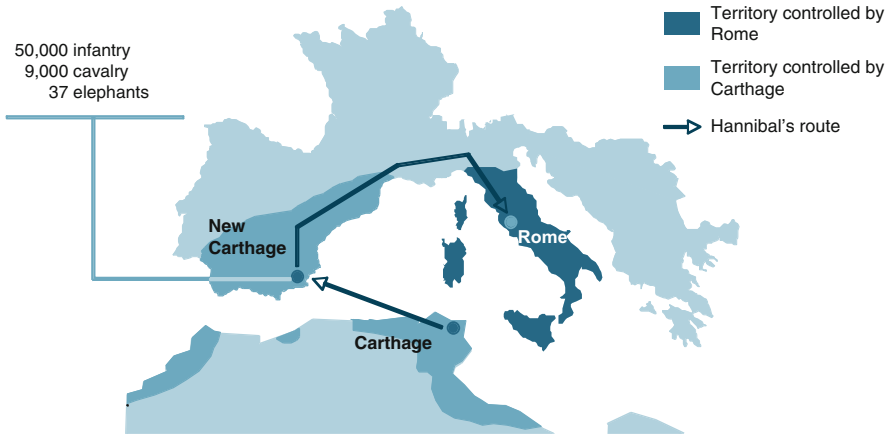 50,000 infantry
9,000 cavalry
37 elephants
Territory controlled by
Rome
Territory controlled by
Carthage
Hannibal's route
New
Carthage
Rome
Carthage